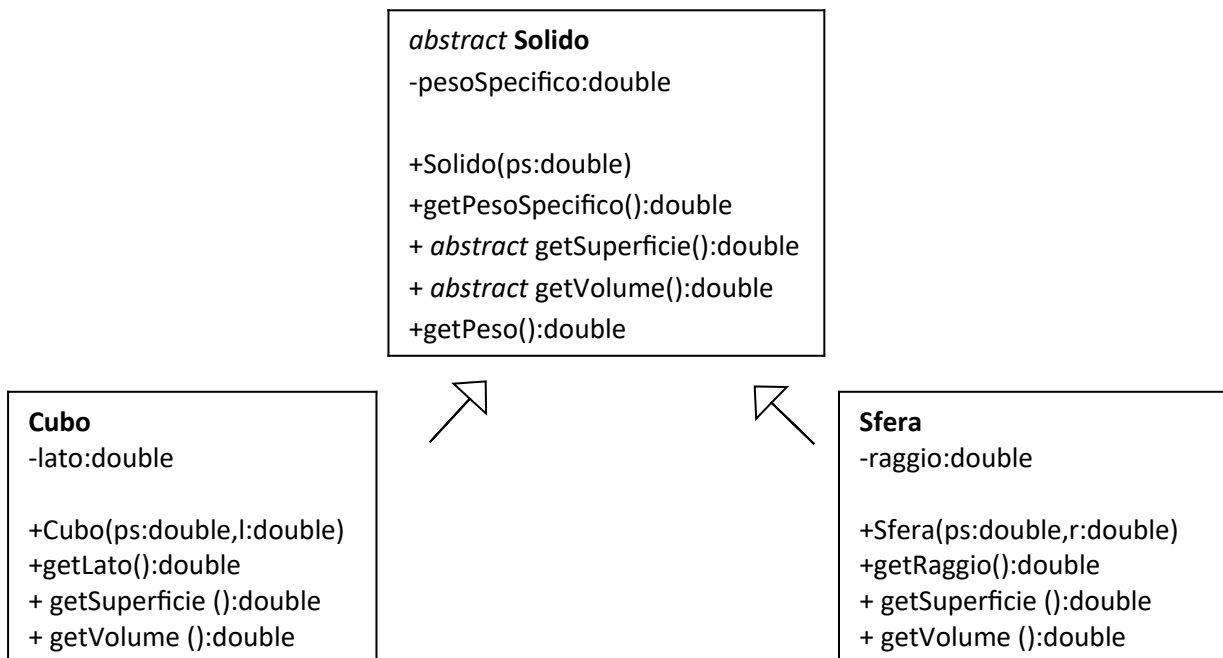 abstract Solido
-pesoSpecifico:double
+Solido(ps:double)
+getPesoSpecifico():double
+ abstract getSuperficie():double
+ abstract getVolume():double
+getPeso():double
Cubo
-lato:double
+Cubo(ps:double,l:double)
+getLato():double
+ getSuperficie ():double
+ getVolume ():double
Sfera
-raggio:double
+Sfera(ps:double,r:double)
+getRaggio():double
+ getSuperficie ():double
+ getVolume ():double